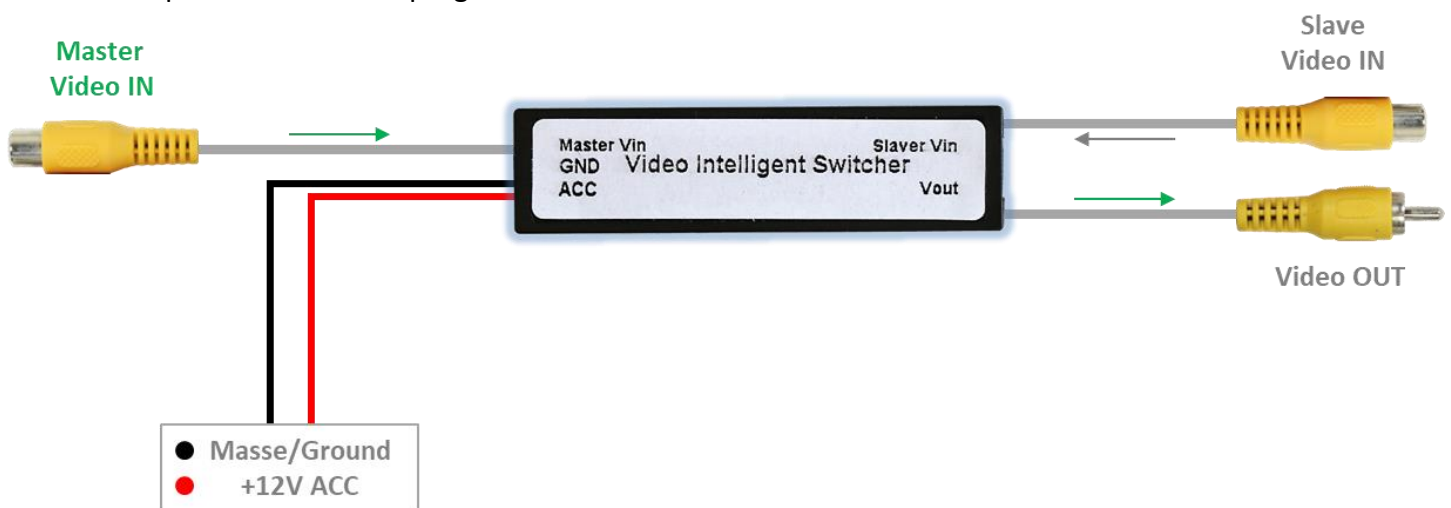 Slave
Video IN
Master
Video IN
Master Vin
Slaver Vin
GND
Video Intelligent Switcher
ACC
Vout
Video OUT
Masse/Ground
+12V ACC